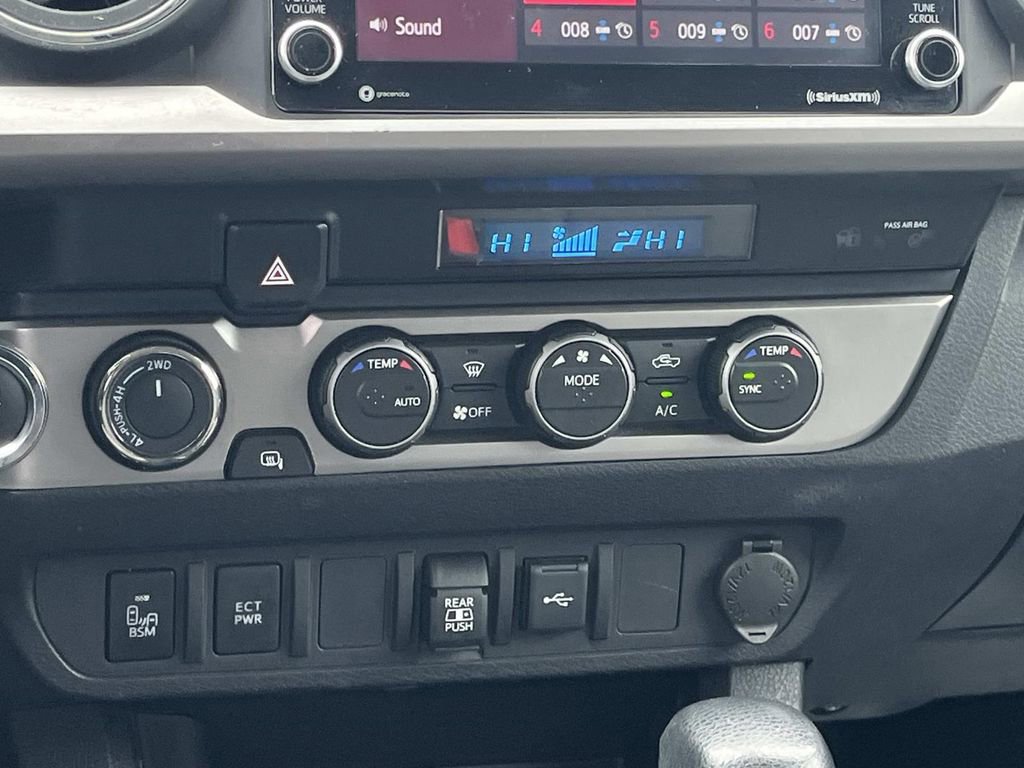 POWER
VOLUME
TUNE
SCROLL
Sound
4 008
5 009
6 007
gracenote
SiriusXM
HI HI
PASS AIR BAG
2WD
4L-PUSH-4H
TEMP
AUTO
OFF
MODE
A/C
TEMP
SYNC
BSM
ECT
PWR
REAR
PUSH